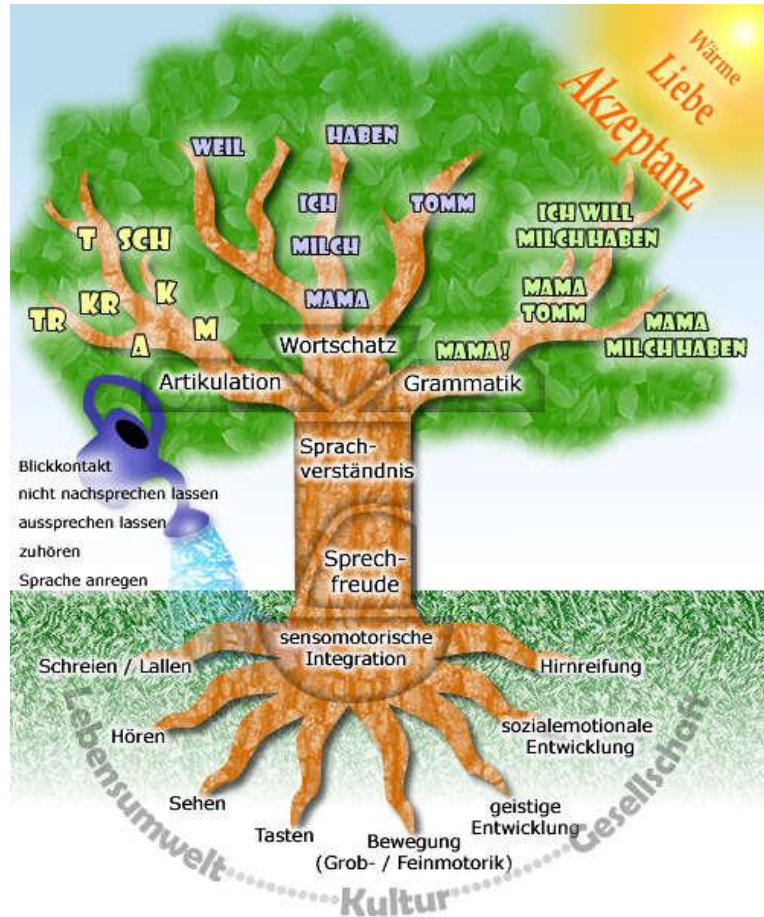 Wärme
Liebe
Akzeptanz
WEIL
HABEN
ICH
TOMM
MILCH
MAMA
T SCH
K
KR
TR
A
M
ICH WILL
MILCH HABEN
MAMA
TOMM
MAMA
MILCH HABEN
MAMA !
Wortschatz
Artikulation
Grammatik
Sprach-
verständnis
Blickkontakt
nicht nachsprechen lassen
aussprechen lassen
zuhören
Sprache anregen
Sprech-
freude
sensomotorische
Integration
Schreien / Lallen
Hören
Sehen
Tasten
Bewegung
(Grob- / Feinmotorik)
geistige
Entwicklung
sozialemotionale
Entwicklung
Hirnreifung
Lebensumwelt
Kultur
Gesellschaft